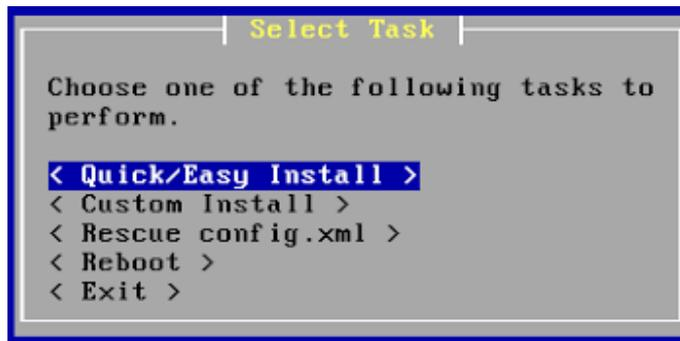 Select Task
Choose one of the following tasks to
perform.
< Quick/Easy Install >
< Custom Install >
< Rescue config.xml >
< Reboot >
< Exit >